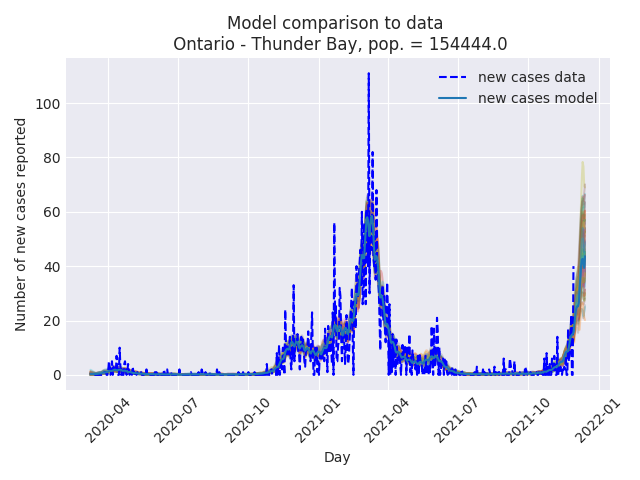 Model comparison to data
Ontario - Thunder Bay, pop. = 154444.0
new cases data
new cases model
Number of new cases reported
100
80
60
40
20
0
2020-04
2020-07
2020-10
2021-01
2021-04
2021-07
2021-10
2022-01
Day